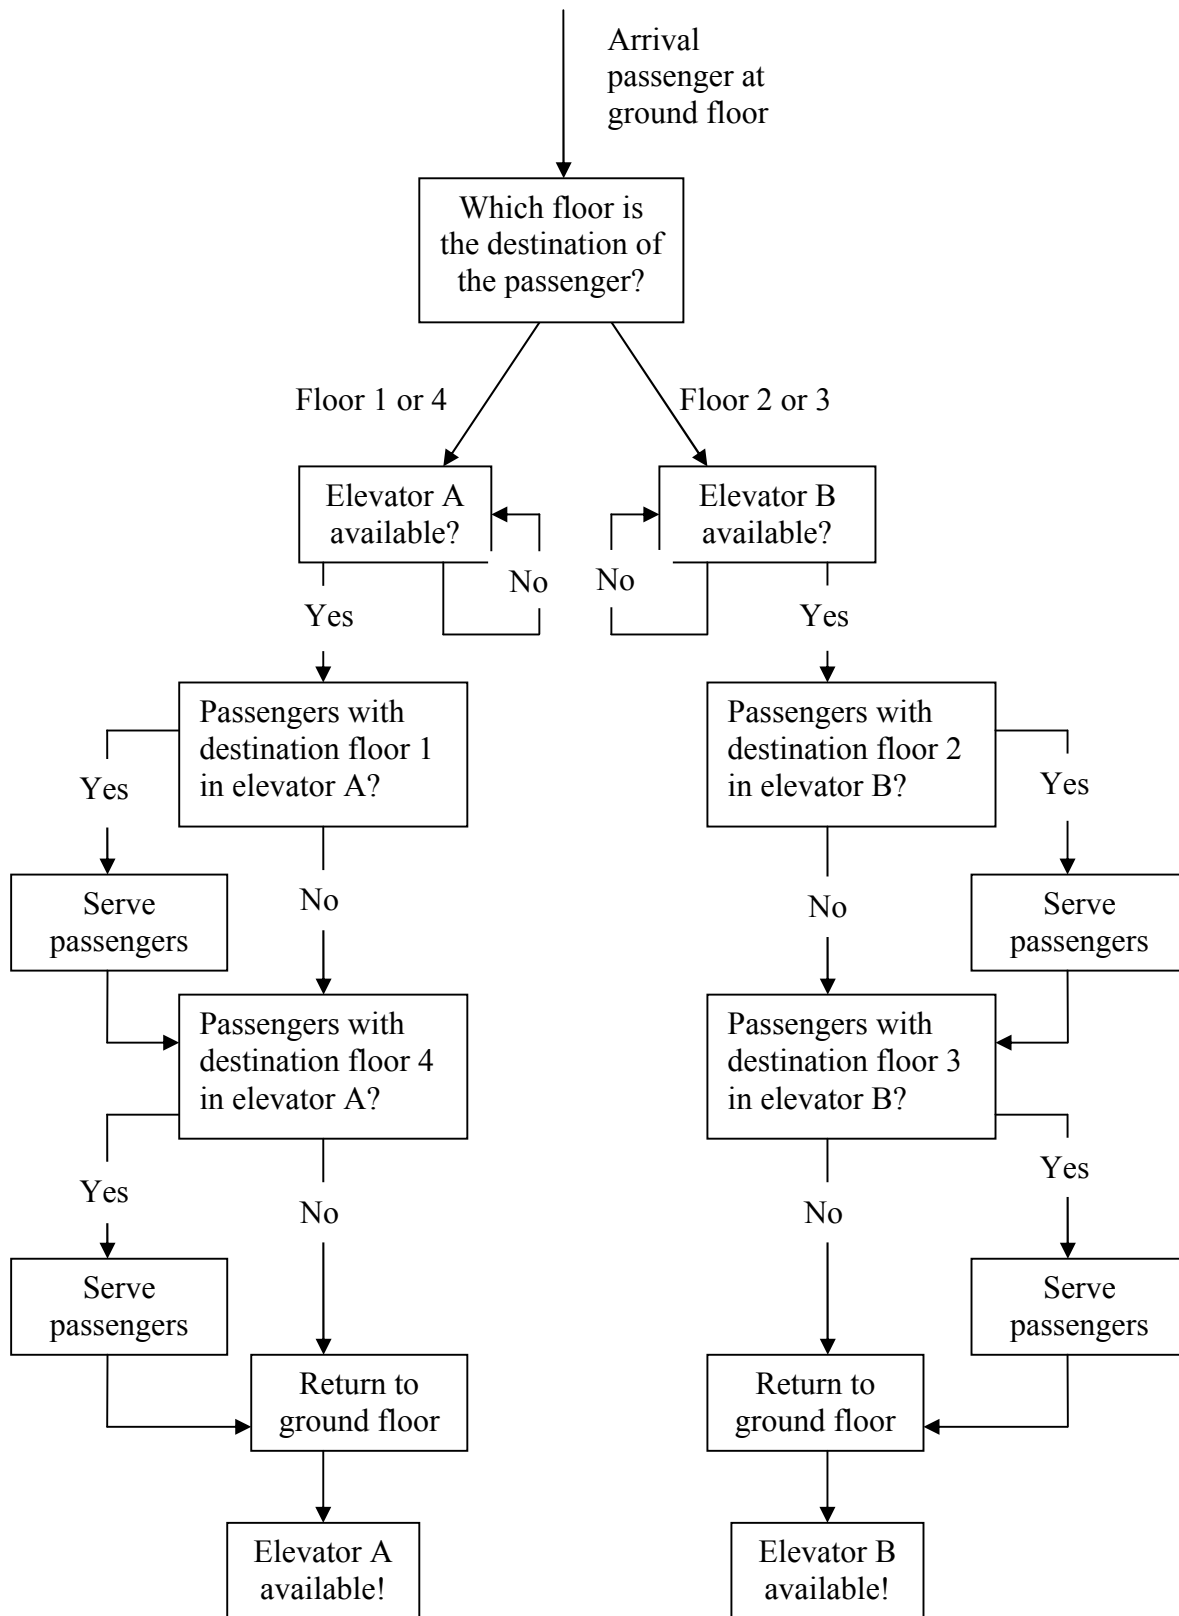 Arrival
passenger at
ground floor
Which floor is
the destination of
the passenger?
Floor 1 or 4
Floor 2 or 3
Elevator A
available?
Elevator B
available?
No
No
Yes
Yes
Passengers with
destination floor 1
in elevator A?
Passengers with
destination floor 2
in elevator B?
Yes
Yes
No
No
Serve
passengers
Serve
passengers
Passengers with
destination floor 4
in elevator A?
Passengers with
destination floor 3
in elevator B?
Yes
No
No
Yes
Serve
passengers
Serve
passengers
Return to
ground floor
Return to
ground floor
Elevator A
available!
Elevator B
available!